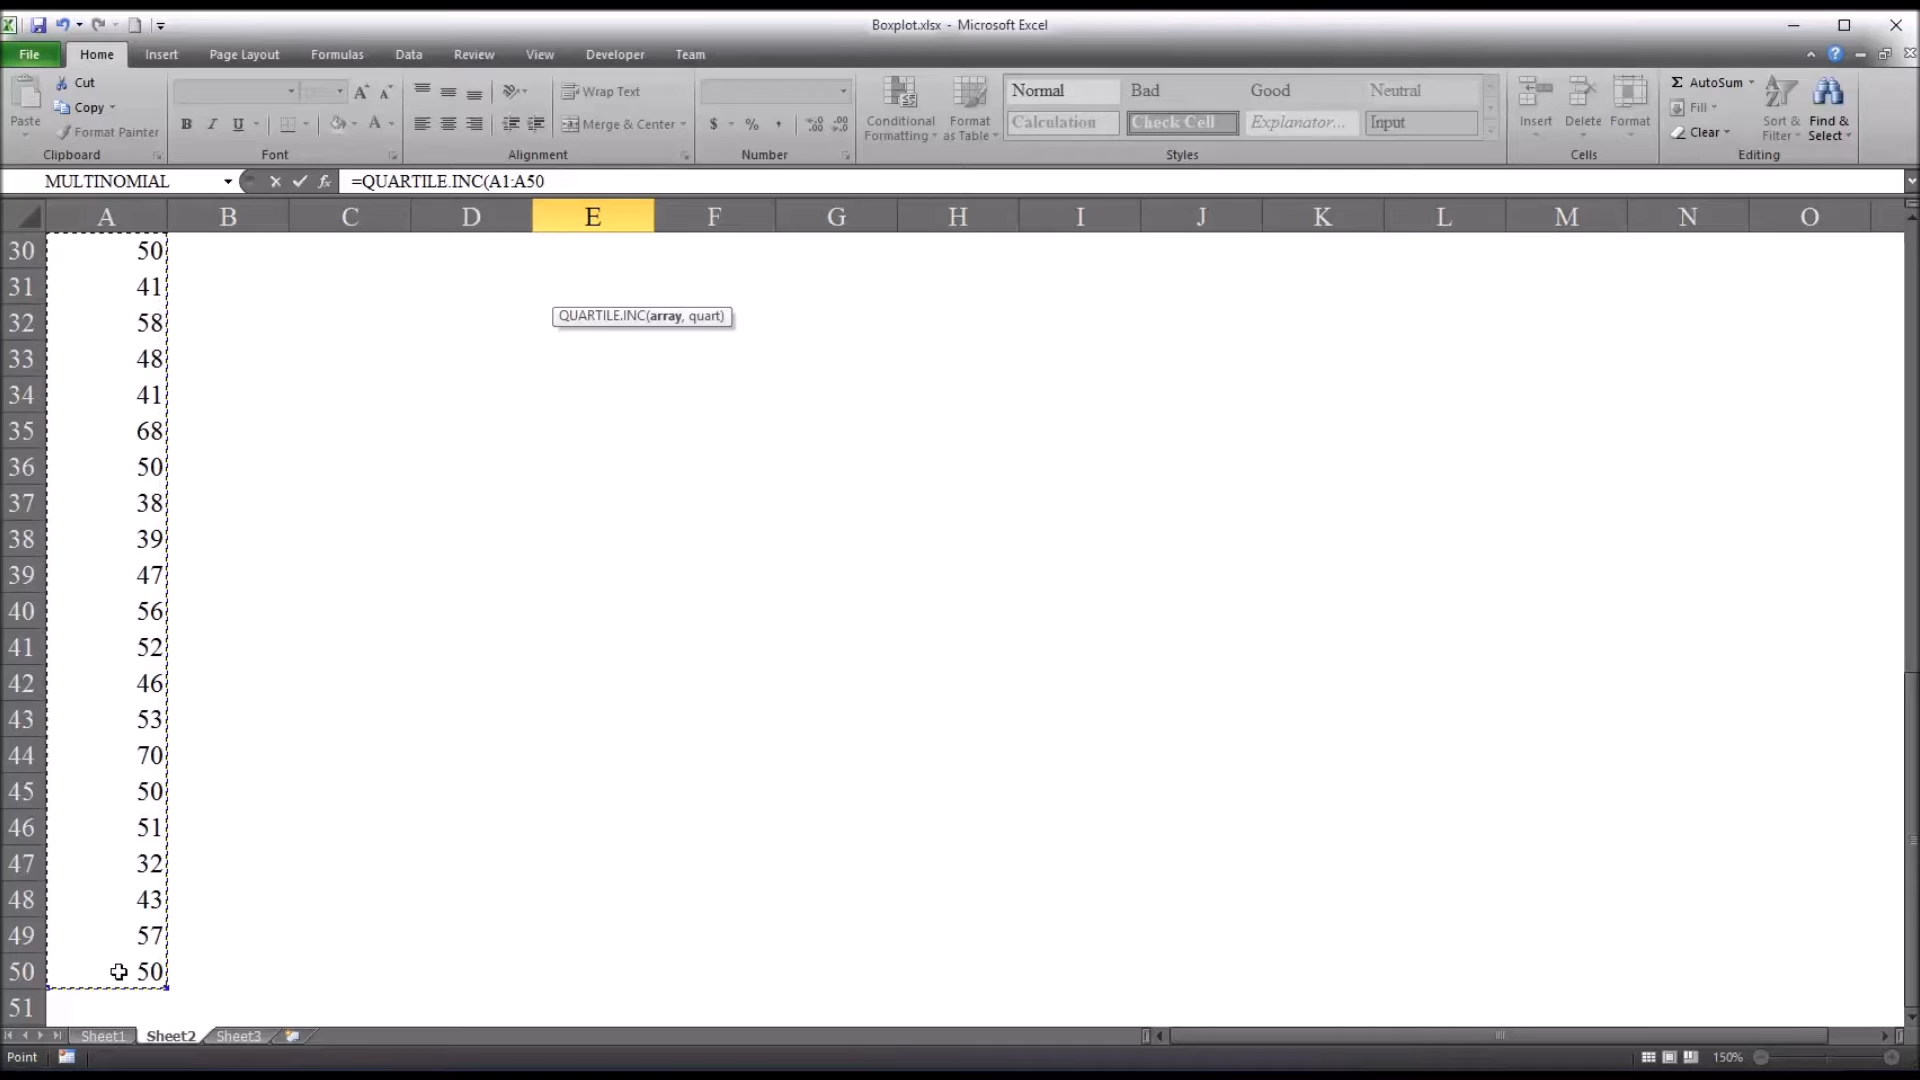 Boxplot.xlsx - Microsoft Excel
File Home Insert Page Layout Formulas Data Review View Developer Team
Paste
Cut
Copy
Format Painter
Clipboard
B I U
Font
Wrap Text
Merge & Center
Alignment
$ % ,
Number
Conditional Formatting
Format as Table
Normal Bad Good Neutral
Calculation Check Cell Explanator... Input
Styles
Insert Delete Format
Cells
Σ AutoSum
Fill
Clear
Sort & Filter
Find & Select
Editing
MULTINOMIAL fx =QUARTILE.INC(A1:A50
A B C D E F G H I J K L M N O
30 50
31 41
QUARTILE.INC(array, quart)
32 58
33 48
34 41
35 68
36 50
37 38
38 39
39 47
40 56
41 52
42 46
43 53
44 70
45 50
46 51
47 32
48 43
49 57
50 50
51
Sheet1 Sheet2 Sheet3
Point 150%